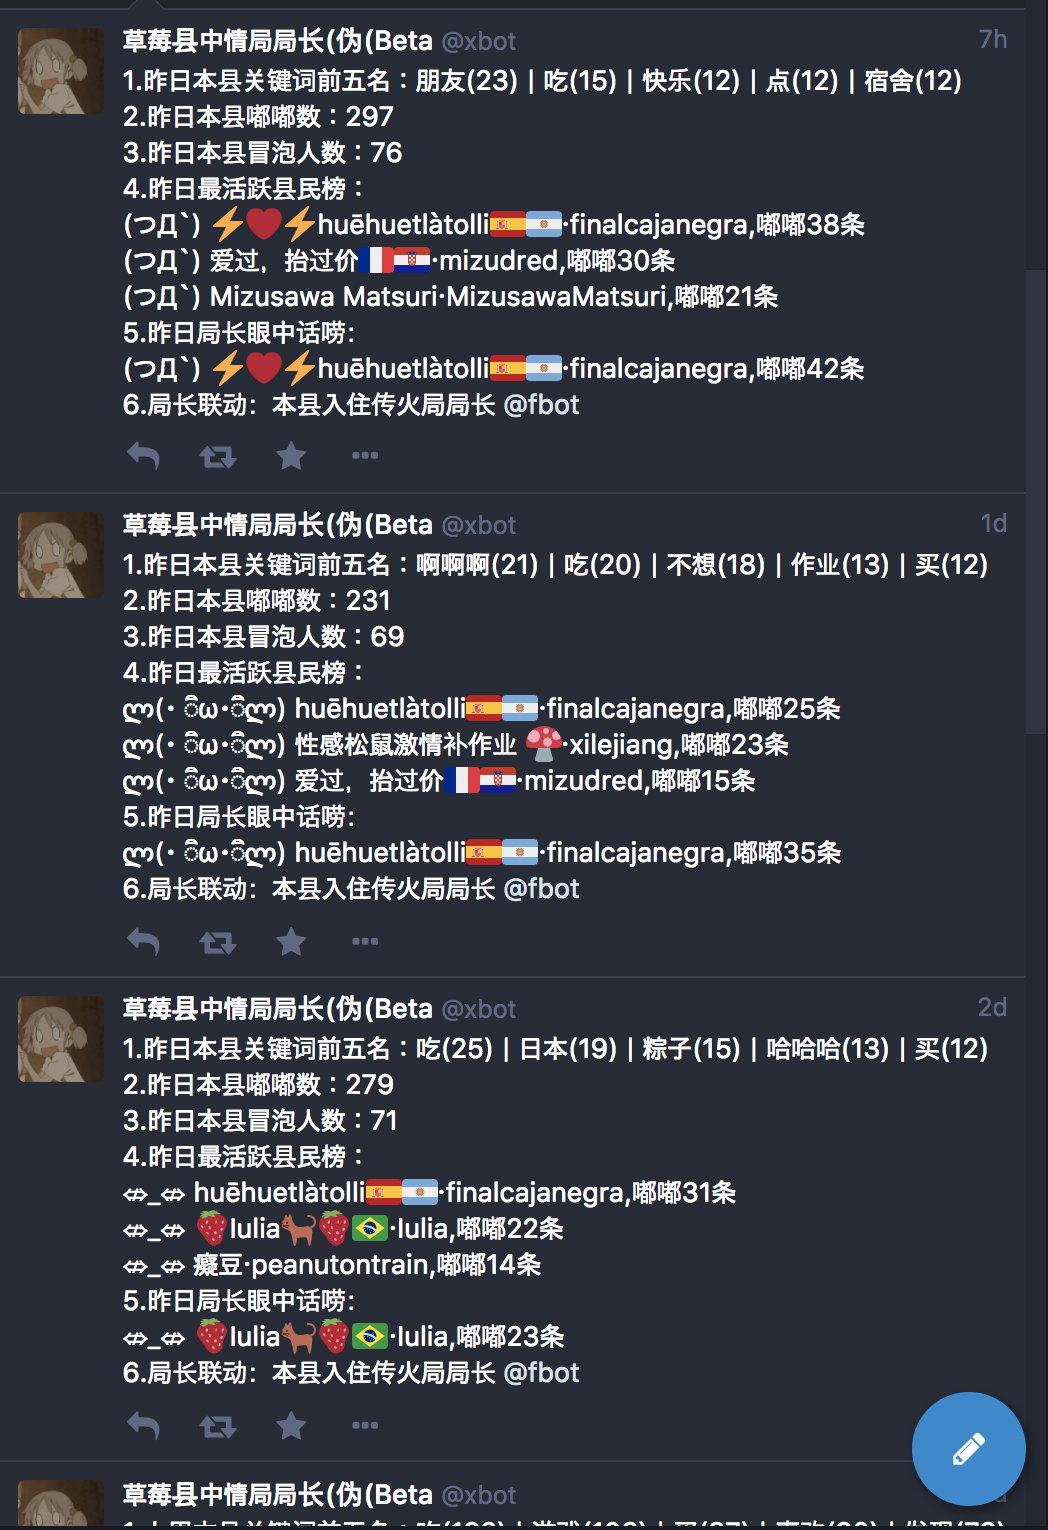 草莓县中情局局长(伪(Beta @xbot 7h
1.昨日本县关键词前五名：朋友(23) | 吃(15) | 快乐(12) | 点(12) | 宿舍(12)
2.昨日本县嘟嘟数：297
3.昨日本县冒泡人数：76
4.昨日最活跃县民榜：
(つД`) ⚡❤️⚡huēhuetlàtolli🇪🇸🇦🇷·finalcajanegra,嘟嘟38条
(つД`) 爱过，抬过价🇫🇷🇭🇷·mizudred,嘟嘟30条
(つД`) Mizusawa Matsuri·MizusawaMatsuri,嘟嘟21条
5.昨日局长眼中话唠:
(つД`) ⚡❤️⚡huēhuetlàtolli🇪🇸🇦🇷·finalcajanegra,嘟嘟42条
6.局长联动：本县入住传火局局长 @fbot
草莓县中情局局长(伪(Beta @xbot 1d
1.昨日本县关键词前五名：啊啊啊(21) | 吃(20) | 不想(18) | 作业(13) | 买(12)
2.昨日本县嘟嘟数：231
3.昨日本县冒泡人数：69
4.昨日最活跃县民榜：
ლ(・ ิω・ิლ) huēhuetlàtolli🇪🇸🇦🇷·finalcajanegra,嘟嘟25条
ლ(・ ิω・ิლ) 性感松鼠激情补作业 🍄·xilejiang,嘟嘟23条
ლ(・ ิω・ิლ) 爱过，抬过价🇫🇷🇭🇷·mizudred,嘟嘟15条
5.昨日局长眼中话唠:
ლ(・ ิω・ิლ) huēhuetlàtolli🇪🇸🇦🇷·finalcajanegra,嘟嘟35条
6.局长联动：本县入住传火局局长 @fbot
草莓县中情局局长(伪(Beta @xbot 2d
1.昨日本县关键词前五名：吃(25) | 日本(19) | 粽子(15) | 哈哈哈(13) | 买(12)
2.昨日本县嘟嘟数：279
3.昨日本县冒泡人数：71
4.昨日最活跃县民榜：
⇎_⇎ huēhuetlàtolli🇪🇸🇦🇷·finalcajanegra,嘟嘟31条
⇎_⇎ 🍓Iulia🐈🍓🇧🇷·Iulia,嘟嘟22条
⇎_⇎ 癡豆·peanutontrain,嘟嘟14条
5.昨日局长眼中话唠:
⇎_⇎ 🍓Iulia🐈🍓🇧🇷·Iulia,嘟嘟23条
6.局长联动：本县入住传火局局长 @fbot
草莓县中情局局长(伪(Beta @xbot